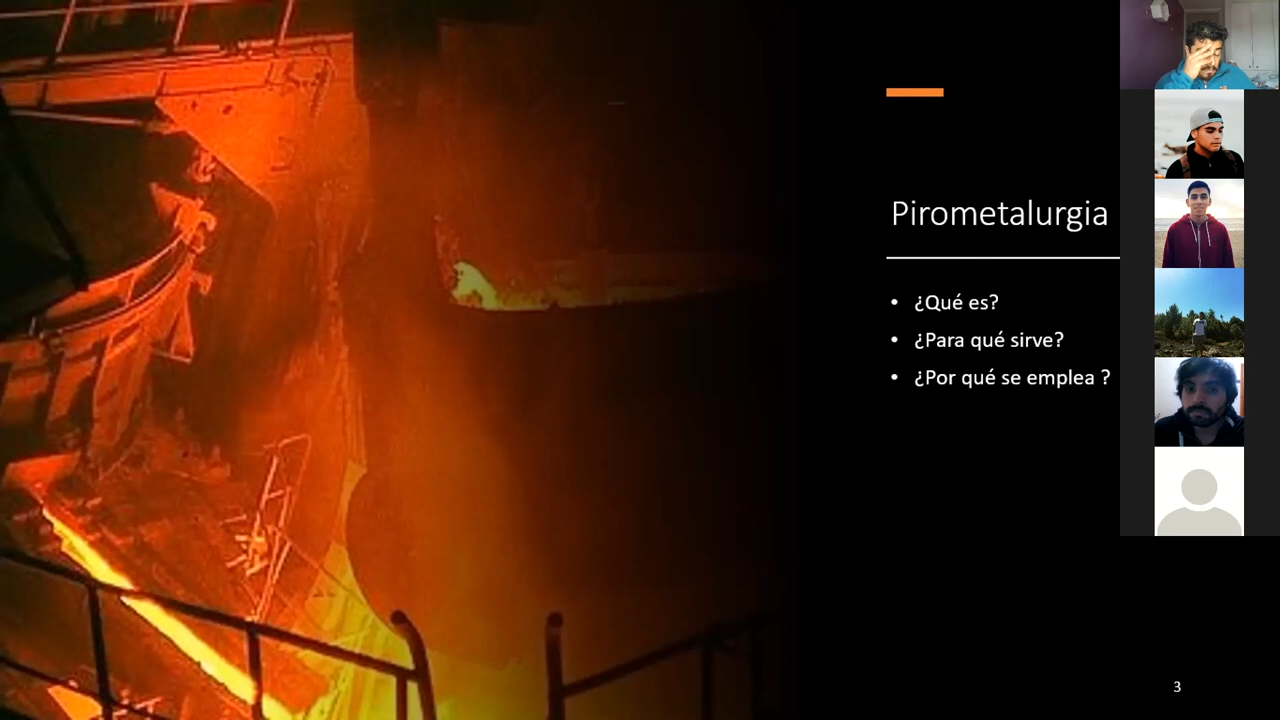 Pirometalurgia
• ¿Qué es?
• ¿Para qué sirve?
• ¿Por qué se emplea ?
3